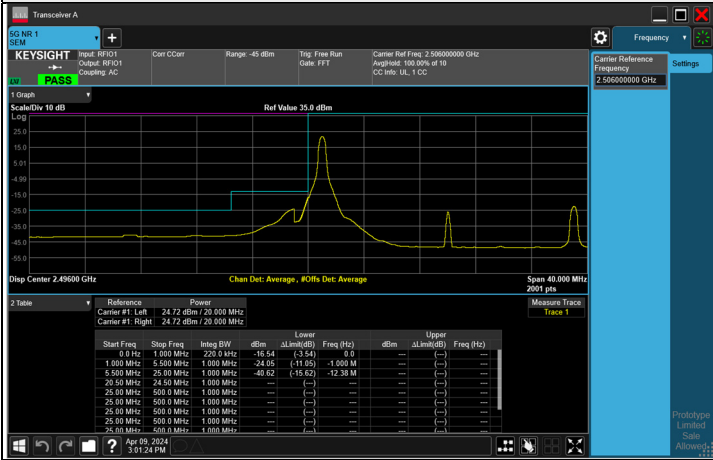 Transceiver A
5G NR 1
SEM
Frequency
KEYSIGHT
Input: RFIO1
Output: RFIO1
Coupling: AC
Corr CCorr
Range: -45 dBm
Trig: Free Run
Gate: FFT
Carrier Ref Freq: 2.506000000 GHz
Avg|Hold: 100.00% of 10
CC Info: UL, 1 CC
PASS
Carrier Reference
Frequency
2.506000000 GHz
Settings
1 Graph
Scale/Div 10 dB
Ref Value 35.0 dBm
Log
25.0
15.0
5.01
-4.99
-15.0
-25.0
-35.0
-45.0
-55.0
Disp Center 2.49600 GHz
Chan Det: Average, #Offs Det: Average
Span 40.000 MHz
2001 pts
2 Table
Reference Power
Carrier #1: Left 24.72 dBm / 20.000 MHz
Carrier #1: Right 24.72 dBm / 20.000 MHz
Measure Trace
Trace 1
Lower Upper
Start Freq Stop Freq Integ BW dBm ΔLimit(dB) Freq (Hz) dBm ΔLimit(dB) Freq (Hz)
0.0 Hz 1.000 MHz 220.0 kHz -16.54 (-3.54) 0.0 --- (---) ---
1.000 MHz 5.500 MHz 1.000 MHz -24.05 (-11.05) -1.000 M --- (---) ---
5.500 MHz 25.00 MHz 1.000 MHz -40.62 (-15.62) -12.38 M --- (---) ---
20.50 MHz 24.50 MHz 1.000 MHz --- (---) --- --- (---) ---
25.00 MHz 500.0 MHz 1.000 MHz --- (---) --- --- (---) ---
25.00 MHz 500.0 MHz 1.000 MHz --- (---) --- --- (---) ---
25.00 MHz 500.0 MHz 1.000 MHz --- (---) --- --- (---) ---
25.00 MHz 500.0 MHz 1.000 MHz --- (---) --- --- (---) ---
25.00 MHz 500.0 MHz 1.000 MHz --- (---) --- --- (---) ---
Apr 09, 2024
3:01:24 PM
Prototype
Limited
Sale
Allowed